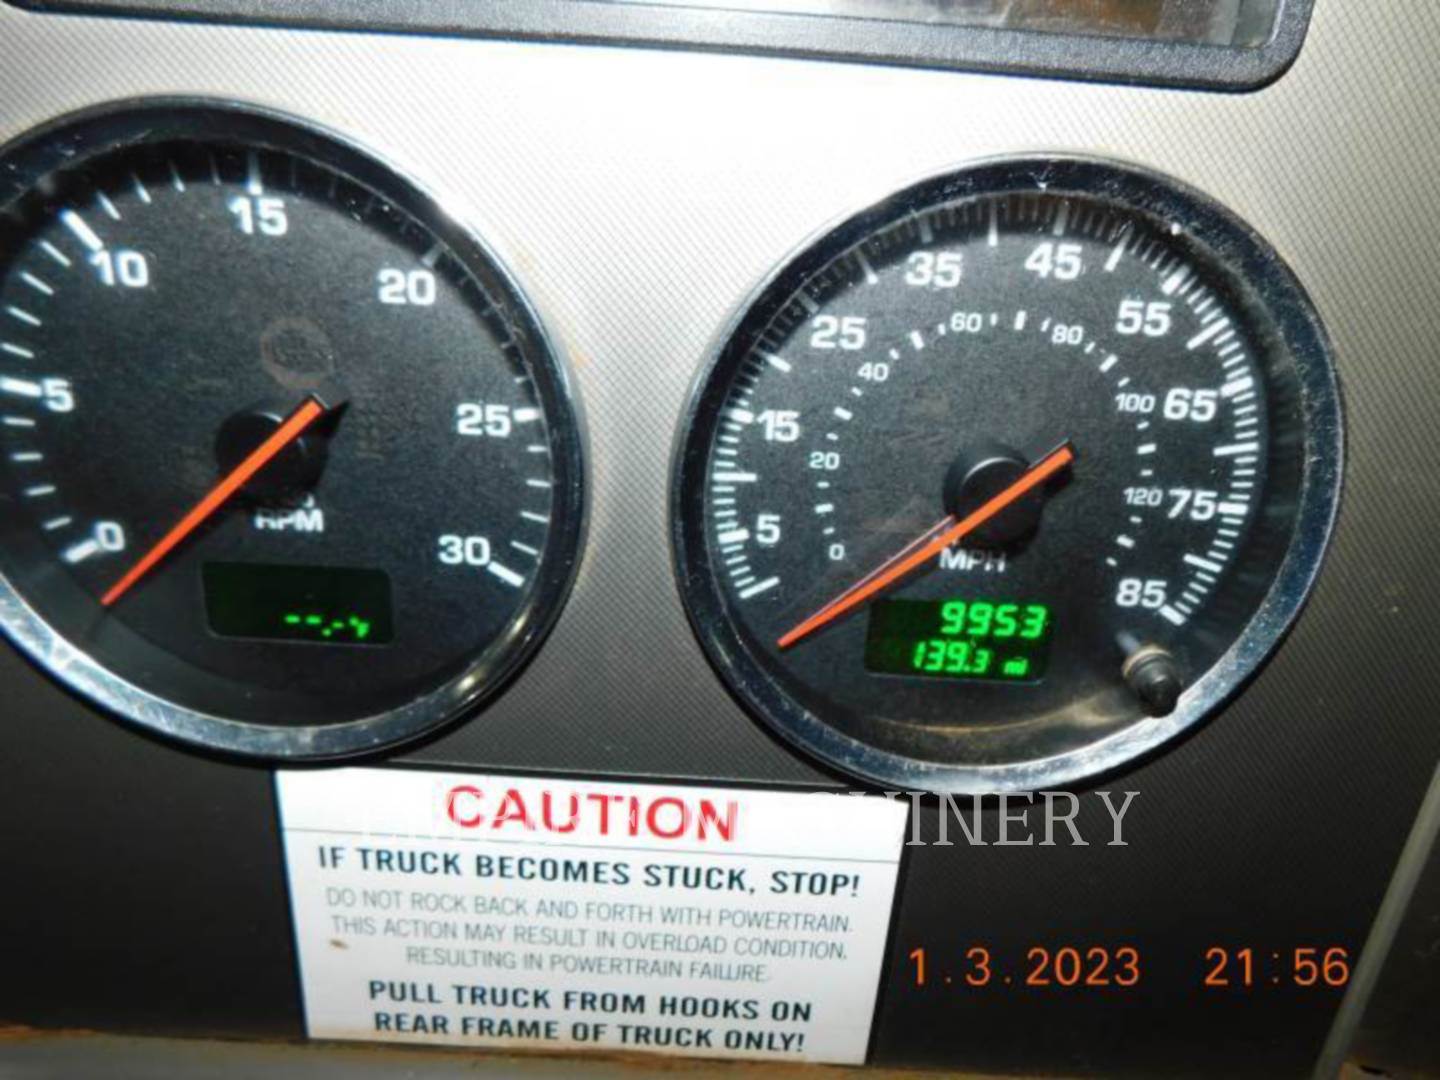 0 5 10 15 20 25 30
RPM
--.-
5 15 25 35 45 55 65 75 85
0 20 40 60 80 100 120
MPH
9953
139.3 mi
CAUTION
MACHINERY
IF TRUCK BECOMES STUCK, STOP!
DO NOT ROCK BACK AND FORTH WITH POWERTRAIN.
THIS ACTION MAY RESULT IN OVERLOAD CONDITION,
RESULTING IN POWERTRAIN FAILURE.
PULL TRUCK FROM HOOKS ON
REAR FRAME OF TRUCK ONLY!
1.3.2023 21:56